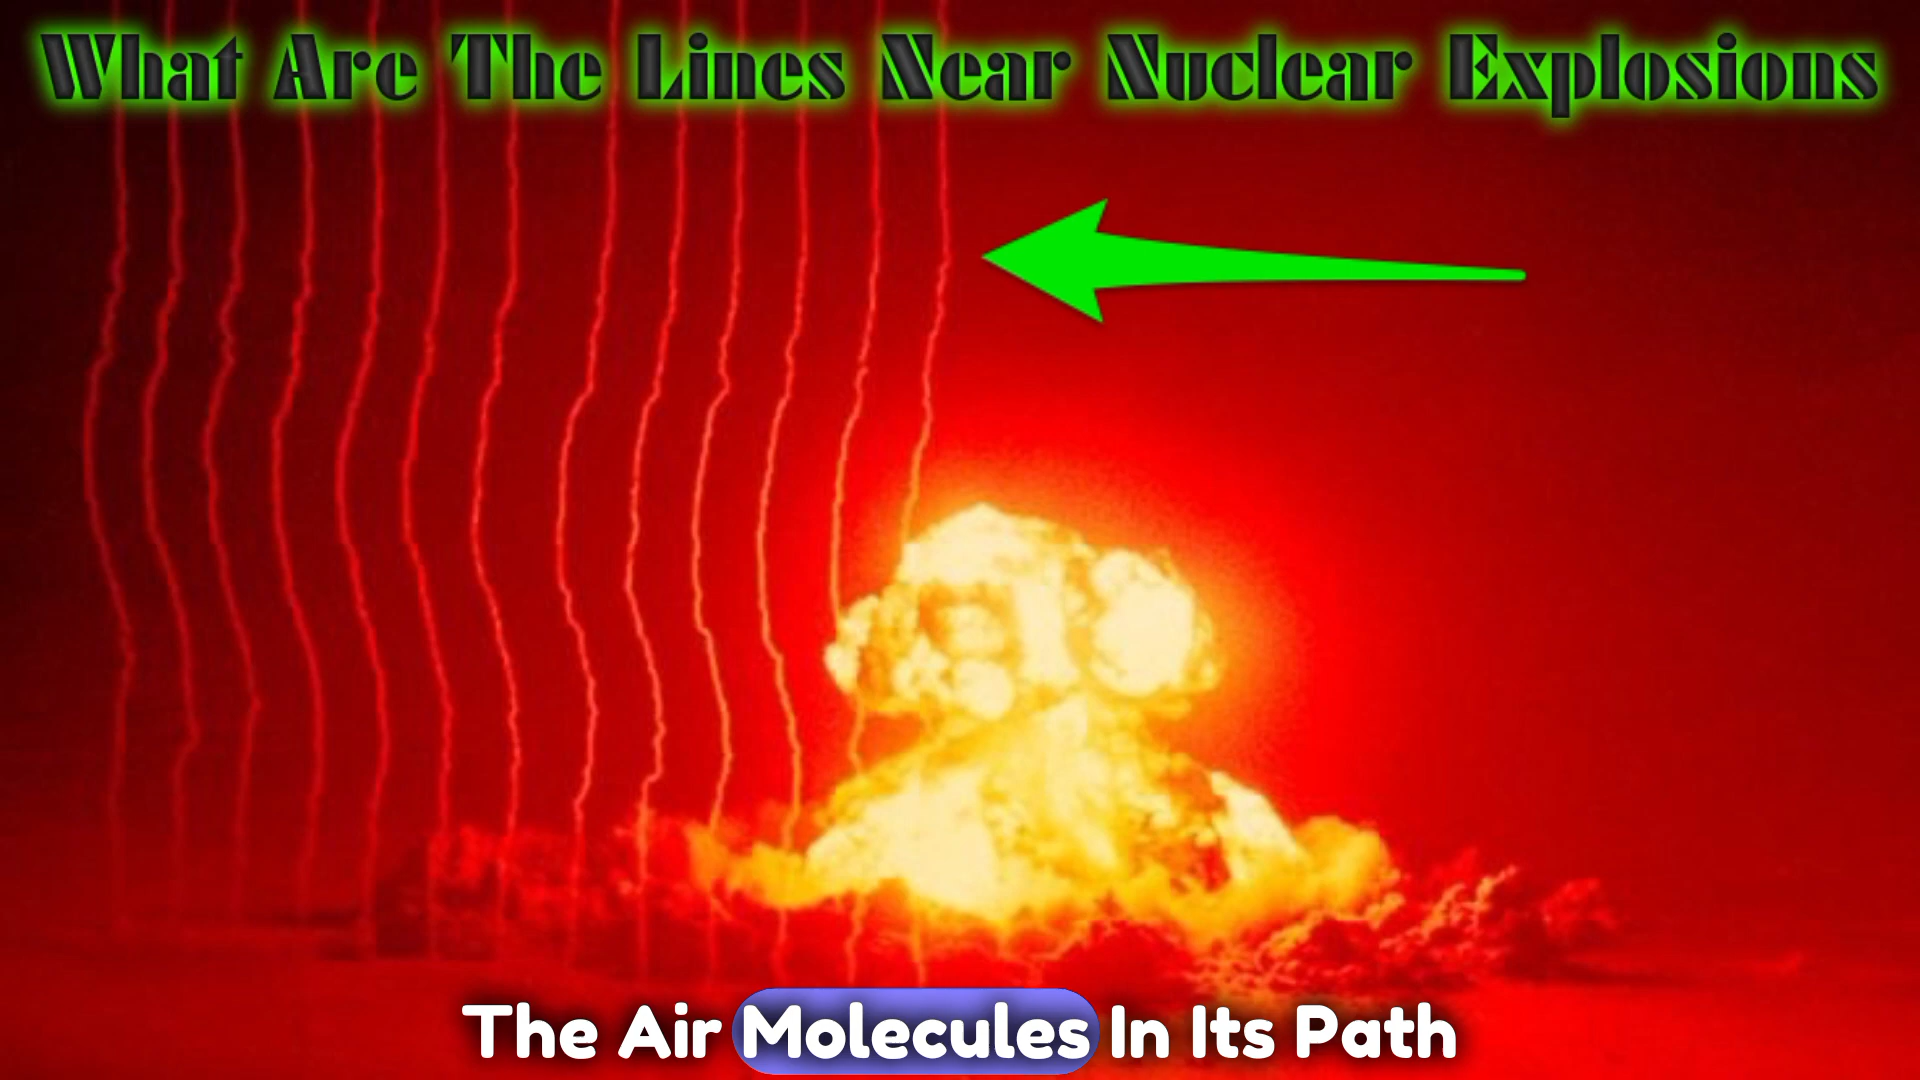 What Are The Lines Near Nuclear Explosions
The Air Molecules In Its Path